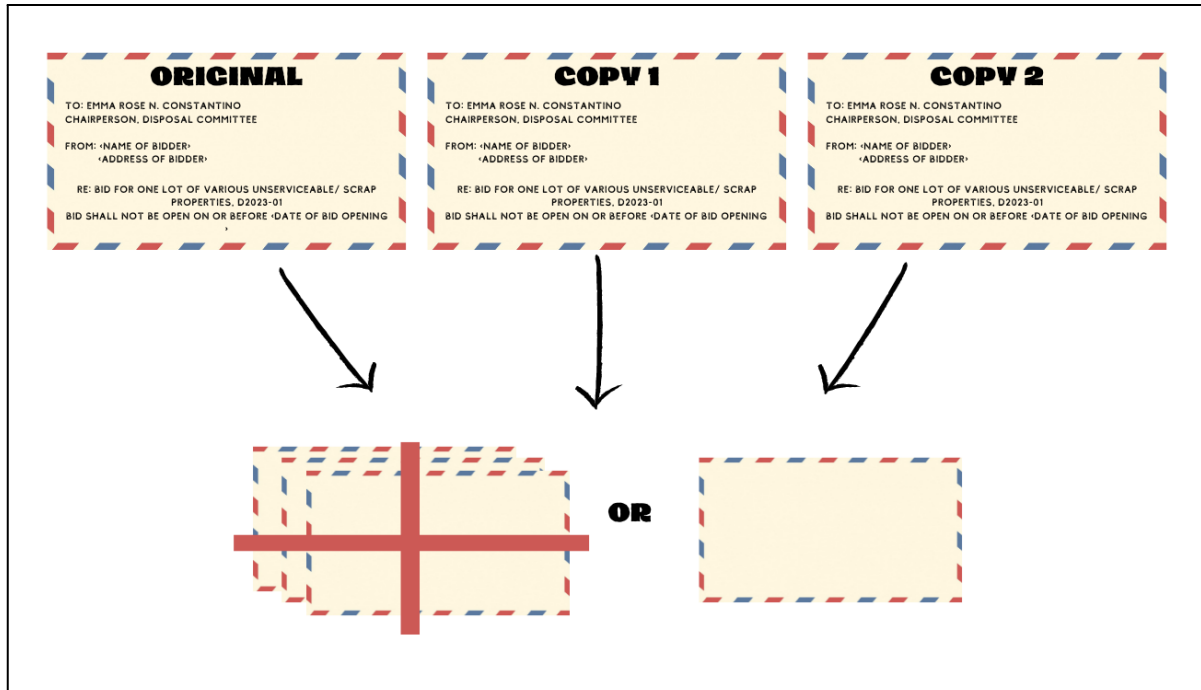 ORIGINAL
TO: EMMA ROSE N. CONSTANTINO
CHAIRPERSON, DISPOSAL COMMITTEE
FROM: <NAME OF BIDDER>
<ADDRESS OF BIDDER>
RE: BID FOR ONE LOT OF VARIOUS UNSERVICEABLE/ SCRAP
PROPERTIES, D2023-01
BID SHALL NOT BE OPEN ON OR BEFORE <DATE OF BID OPENING
>
COPY 1
TO: EMMA ROSE N. CONSTANTINO
CHAIRPERSON, DISPOSAL COMMITTEE
FROM: <NAME OF BIDDER>
<ADDRESS OF BIDDER>
RE: BID FOR ONE LOT OF VARIOUS UNSERVICEABLE/ SCRAP
PROPERTIES, D2023-01
BID SHALL NOT BE OPEN ON OR BEFORE <DATE OF BID OPENING
COPY 2
TO: EMMA ROSE N. CONSTANTINO
CHAIRPERSON, DISPOSAL COMMITTEE
FROM: <NAME OF BIDDER>
<ADDRESS OF BIDDER>
RE: BID FOR ONE LOT OF VARIOUS UNSERVICEABLE/ SCRAP
PROPERTIES, D2023-01
BID SHALL NOT BE OPEN ON OR BEFORE <DATE OF BID OPENING
OR